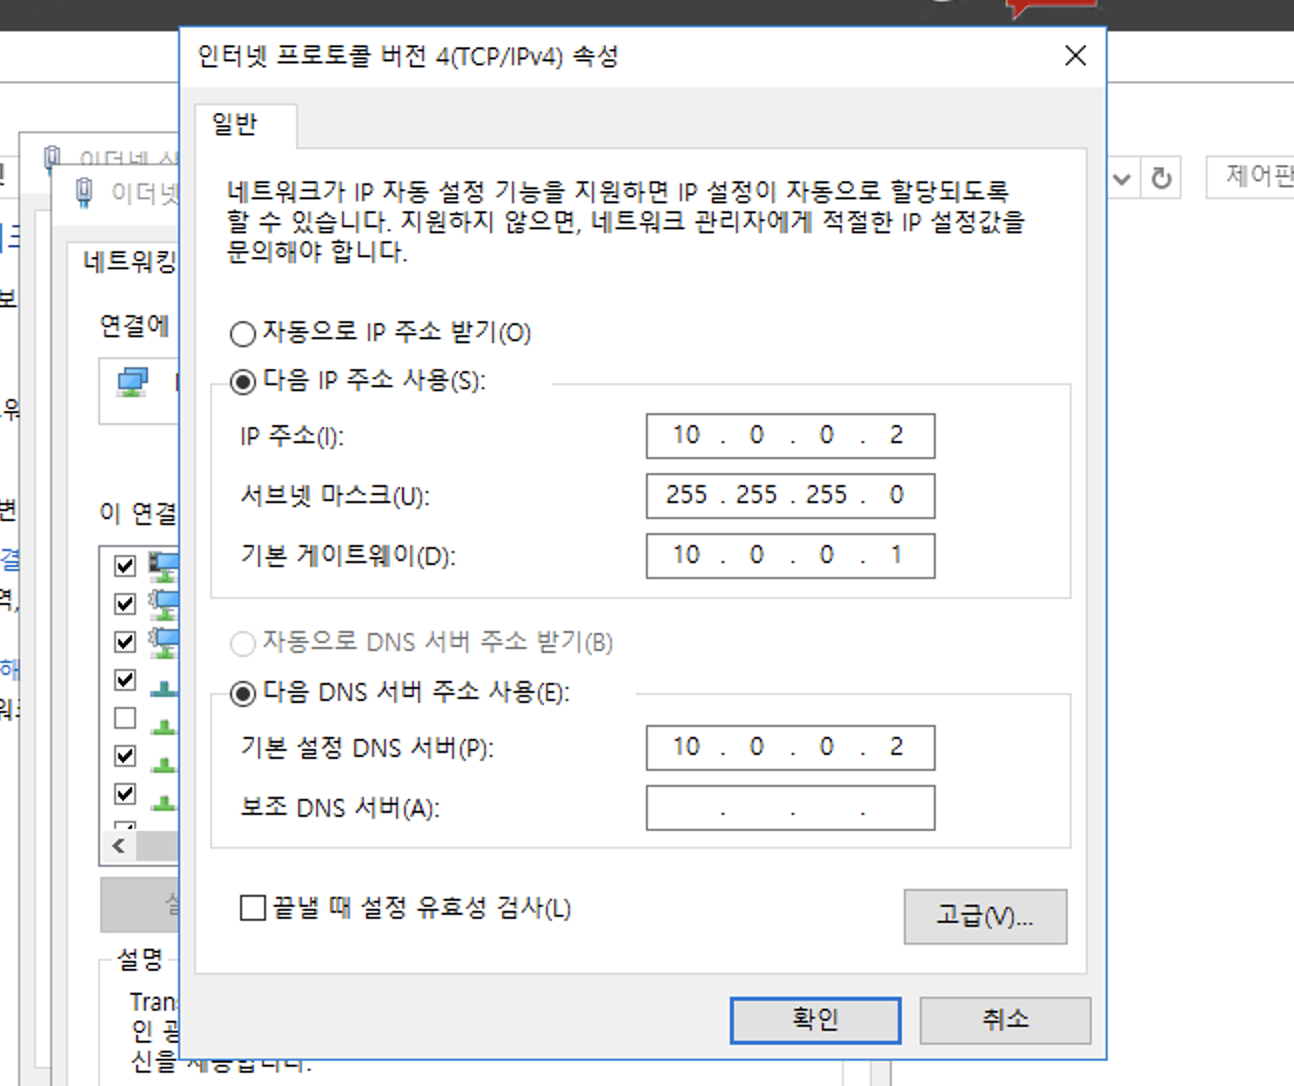 인터넷 프로토콜 버전 4(TCP/IPv4) 속성
일반
네트워크가 IP 자동 설정 기능을 지원하면 IP 설정이 자동으로 할당되도록
할 수 있습니다. 지원하지 않으면, 네트워크 관리자에게 적절한 IP 설정값을
문의해야 합니다.
자동으로 IP 주소 받기(O)
다음 IP 주소 사용(S):
IP 주소(I): 10 . 0 . 0 . 2
서브넷 마스크(U): 255 . 255 . 255 . 0
기본 게이트웨이(D): 10 . 0 . 0 . 1
자동으로 DNS 서버 주소 받기(B)
다음 DNS 서버 주소 사용(E):
기본 설정 DNS 서버(P): 10 . 0 . 0 . 2
보조 DNS 서버(A): . . .
끝낼 때 설정 유효성 검사(L)
고급(V)...
확인 취소
이더넷
이더넷
네트워킹
연결에
이 연결
설명
Trans
인
신을 제공합니다.
제어판